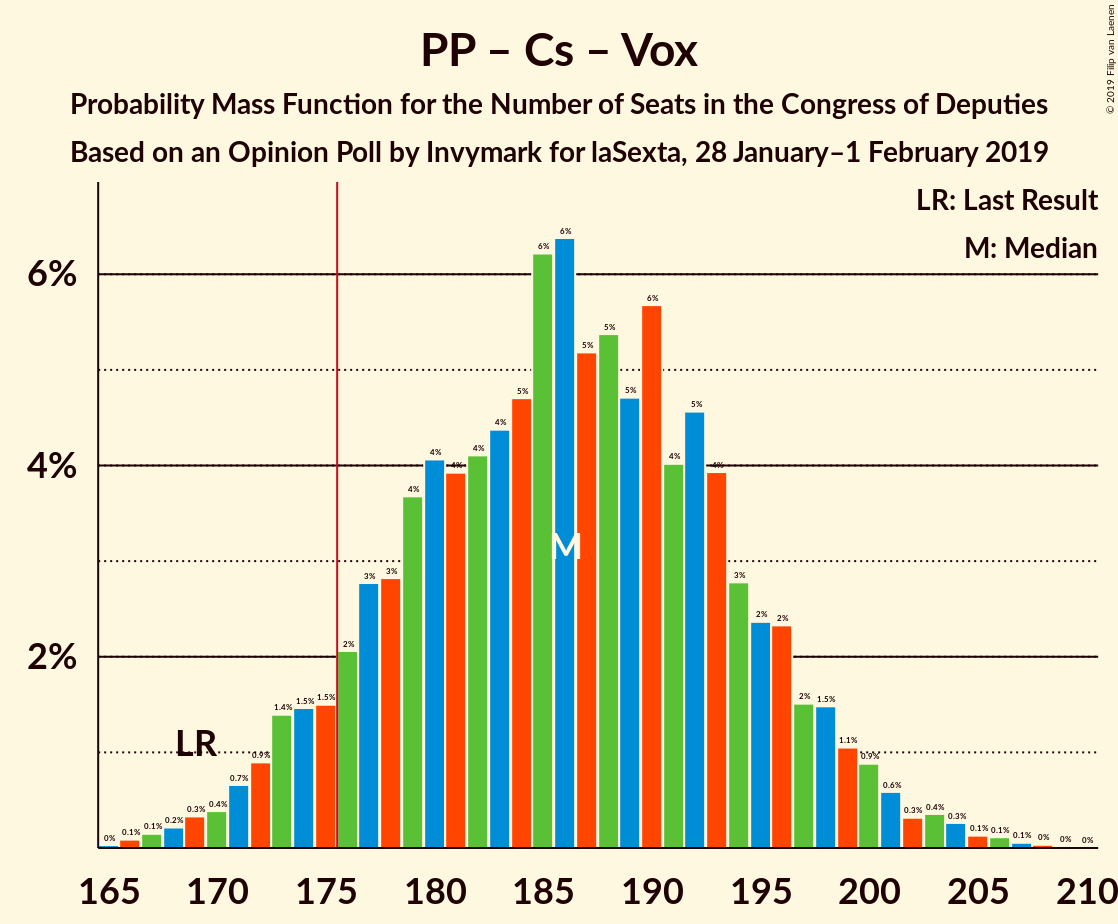 PP – Cs – Vox
Probability Mass Function for the Number of Seats in the Congress of Deputies
Based on an Opinion Poll by Invymark for laSexta, 28 January–1 February 2019
© 2019 Filip van Laenen
LR: Last Result
M: Median
6%
4%
2%
0% 0.1% 0.1% 0.2% 0.3% 0.4% 0.7% 0.9% 1.4% 1.5% 1.5% 2% 3% 3% 4% 4% 4% 4% 4% 5% 6% 6% 5% 5% 5% 6% 4% 5% 4% 3% 2% 2% 2% 1.5% 1.1% 0.9% 0.6% 0.3% 0.4% 0.3% 0.1% 0.1% 0.1% 0% 0% 0%
M
LR
165 170 175 180 185 190 195 200 205 210